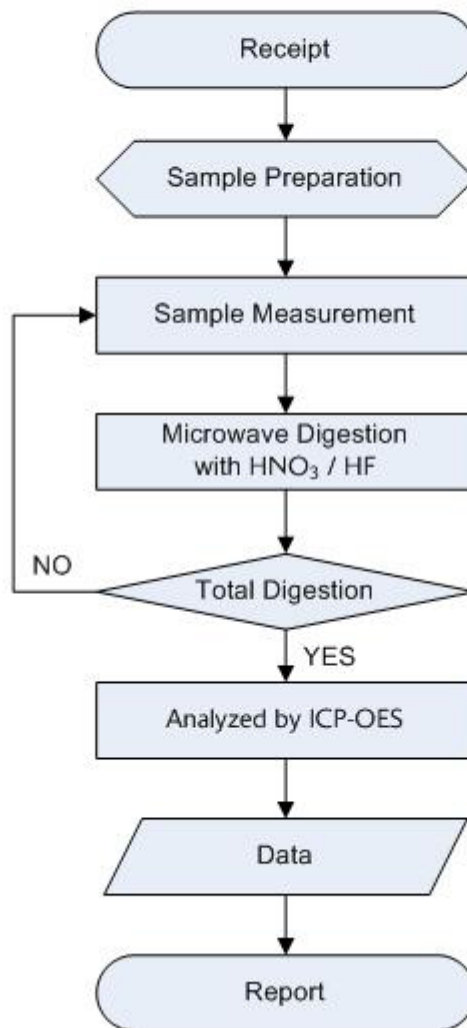 Receipt
Sample Preparation
Sample Measurement
Microwave Digestion
with HNO₃ / HF
NO
Total Digestion
YES
Analyzed by ICP-OES
Data
Report